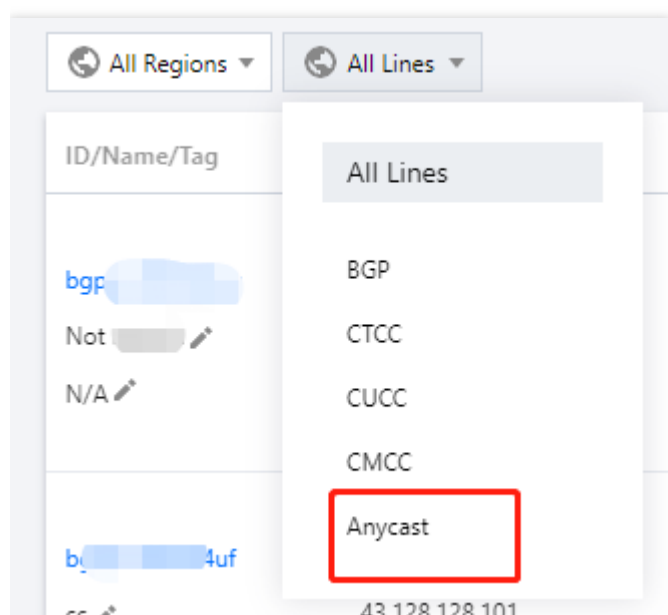 All Regions All Lines
ID/Name/Tag
All Lines
bgp
BGP
Not
CTCC
N/A
CUCC
CMCC
Anycast
4uf
43.128.128.101